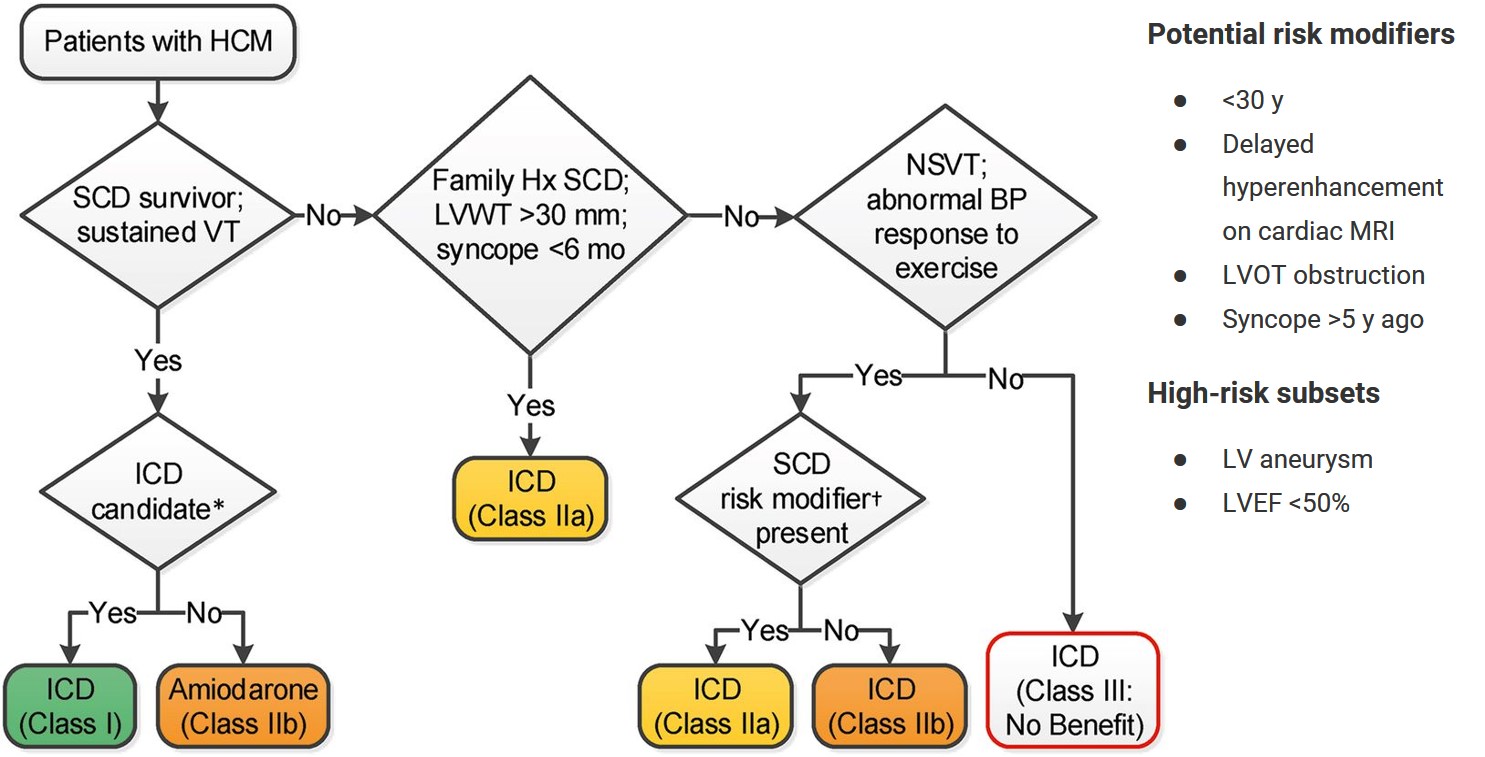 Patients with HCM
SCD survivor;
sustained VT
No
Family Hx SCD;
LVWT >30 mm;
syncope <6 mo
No
NSVT;
abnormal BP
response to
exercise
Yes
ICD
candidate*
Yes
ICD
(Class IIa)
Yes
No
SCD
risk modifier†
present
Yes
No
ICD
(Class I)
Amiodarone
(Class IIb)
Yes
No
ICD
(Class IIa)
ICD
(Class IIb)
ICD
(Class III:
No Benefit)
Potential risk modifiers
● <30 y
● Delayed
hyperenhancement
on cardiac MRI
● LVOT obstruction
● Syncope >5 y ago
High-risk subsets
● LV aneurysm
● LVEF <50%